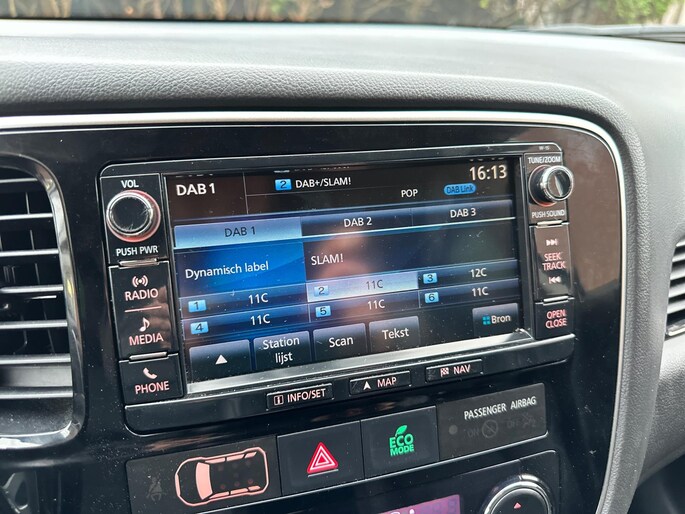 VOL
PUSH PWR
RADIO
MEDIA
PHONE
DAB 1
2 DAB+/SLAM!
16:13
POP
DAB Link
DAB 1
DAB 2
DAB 3
Dynamisch label
SLAM!
1 11C
2 11C
3 12C
4 11C
5 11C
6 11C
Station
lijst
Scan
Tekst
Bron
TUNE/ZOOM
PUSH SOUND
SEEK
TRACK
OPEN
CLOSE
i INFO/SET
MAP
NAV
ECO
MODE
PASSENGER AIRBAG